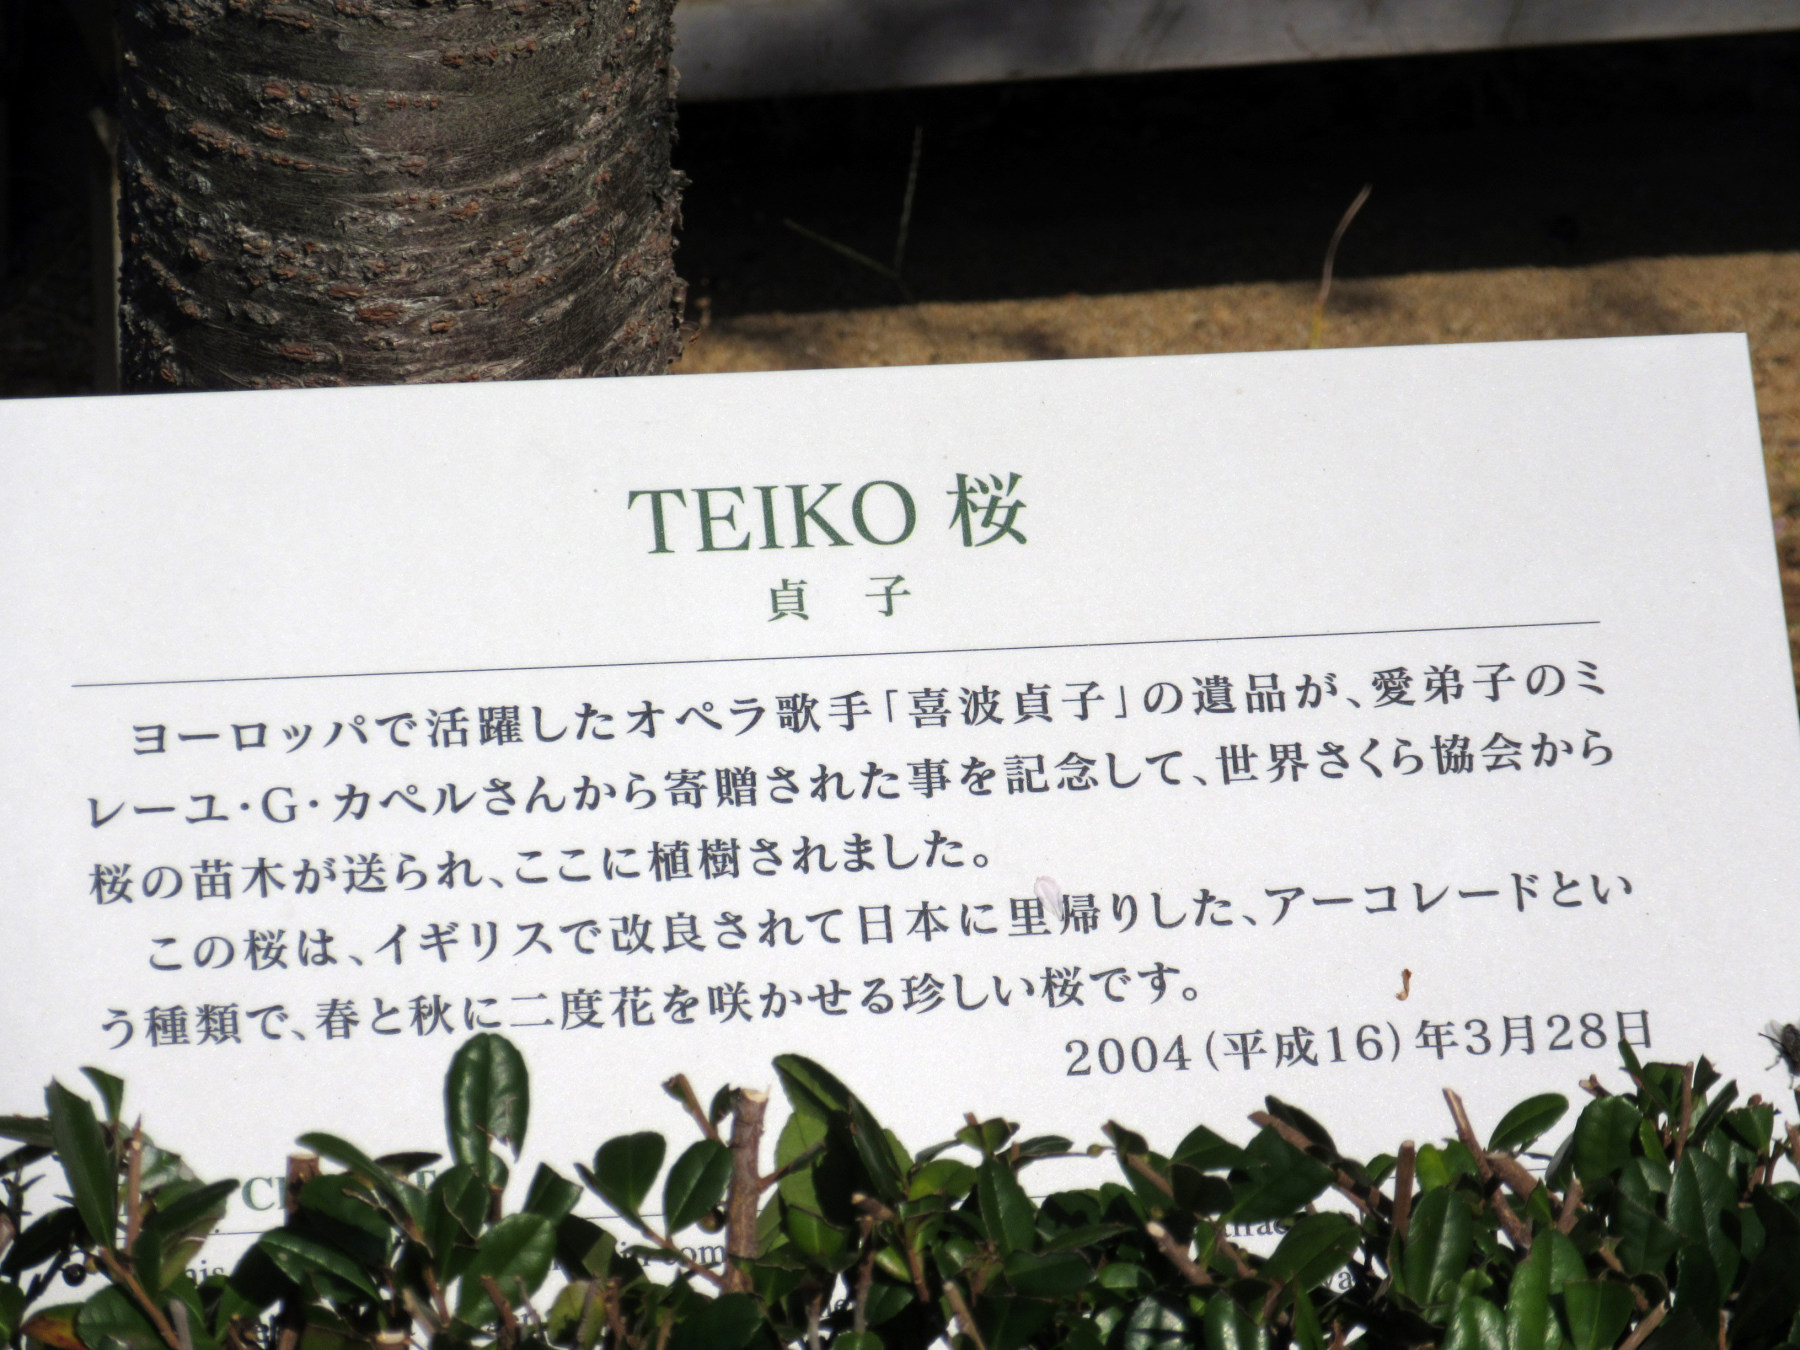 TEIKO 桜
貞 子
ヨーロッパで活躍したオペラ歌手「喜波貞子」の遺品が、愛弟子のミ
レーユ・G・カペルさんから寄贈された事を記念して、世界さくら協会から
桜の苗木が送られ、ここに植樹されました。
この桜は、イギリスで改良されて日本に里帰りした、アーコレードとい
う種類で、春と秋に二度花を咲かせる珍しい桜です。
2004(平成16)年3月28日